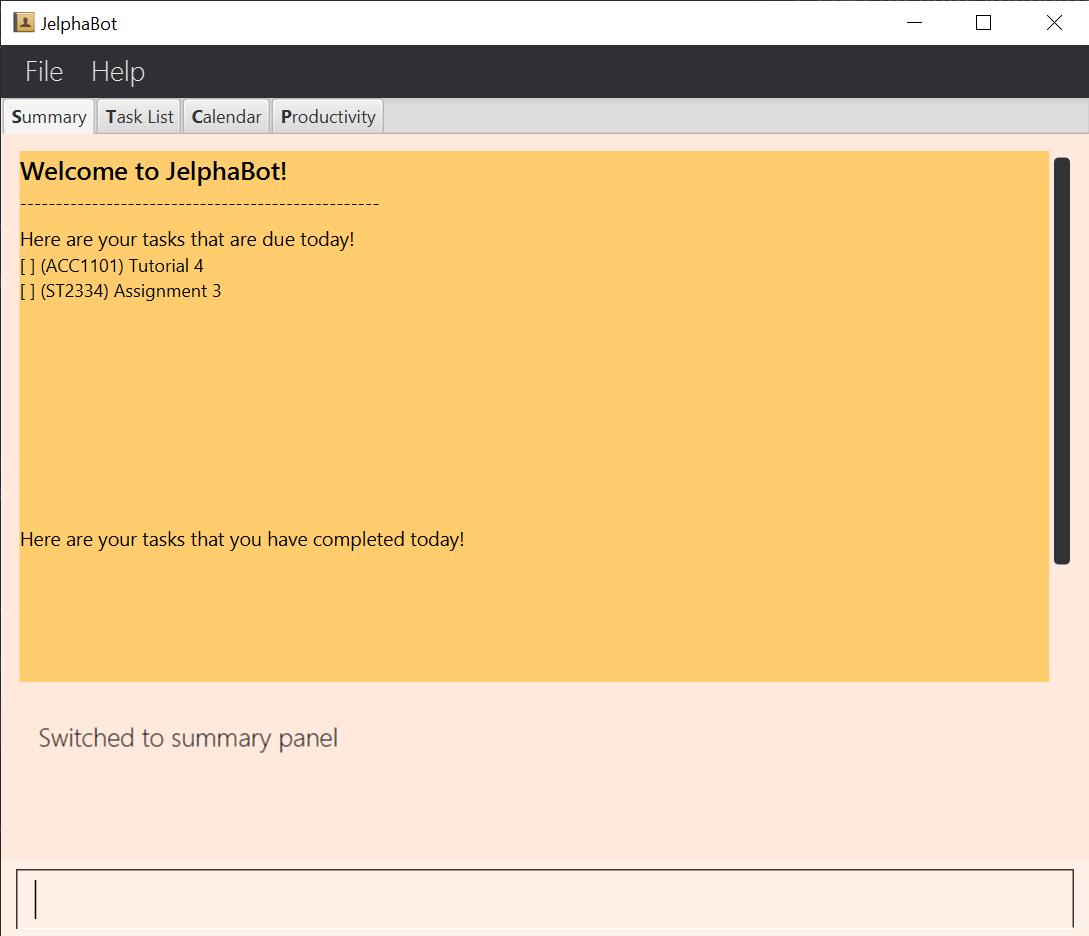 JelphaBot
File Help
Summary Task List Calendar Productivity
Welcome to JelphaBot!
--------------------------------------------------
Here are your tasks that are due today!
[ ] (ACC1101) Tutorial 4
[ ] (ST2334) Assignment 3
Here are your tasks that you have completed today!
Switched to summary panel